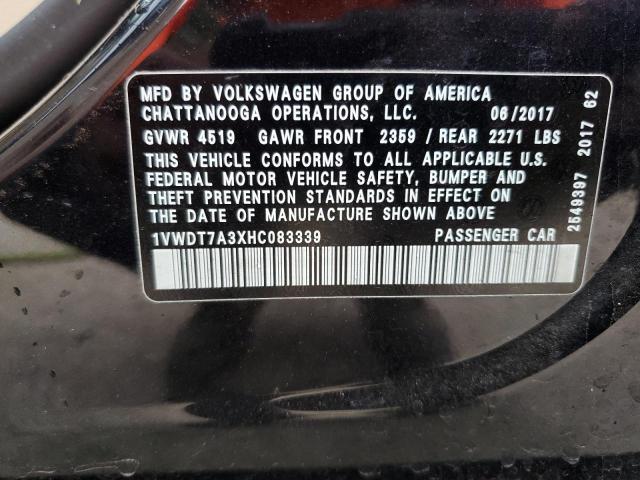 MFD BY VOLKSWAGEN GROUP OF AMERICA
CHATTANOOGA OPERATIONS, LLC. 06/2017
GVWR 4519 GAWR FRONT 2359 / REAR 2271 LBS
THIS VEHICLE CONFORMS TO ALL APPLICABLE U.S.
FEDERAL MOTOR VEHICLE SAFETY, BUMPER AND
THEFT PREVENTION STANDARDS IN EFFECT ON
THE DATE OF MANUFACTURE SHOWN ABOVE.
1VWDT7A3XHC083339 PASSENGER CAR
2549397 2017 62